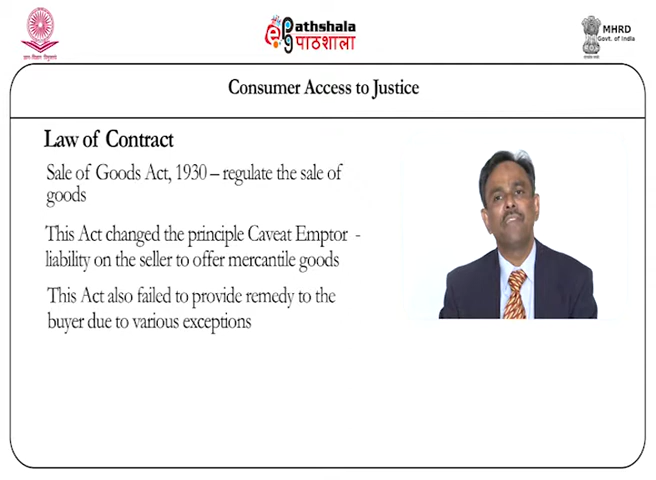 ePathshala
पाठशाला
MHRD
Govt. of India
Consumer Access to Justice
Law of Contract
Sale of Goods Act, 1930 – regulate the sale of
goods
This Act changed the principle Caveat Emptor -
liability on the seller to offer mercantile goods
This Act also failed to provide remedy to the
buyer due to various exceptions